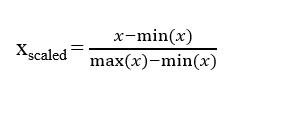 X_scaled = x−min(x) / max(x)−min(x)